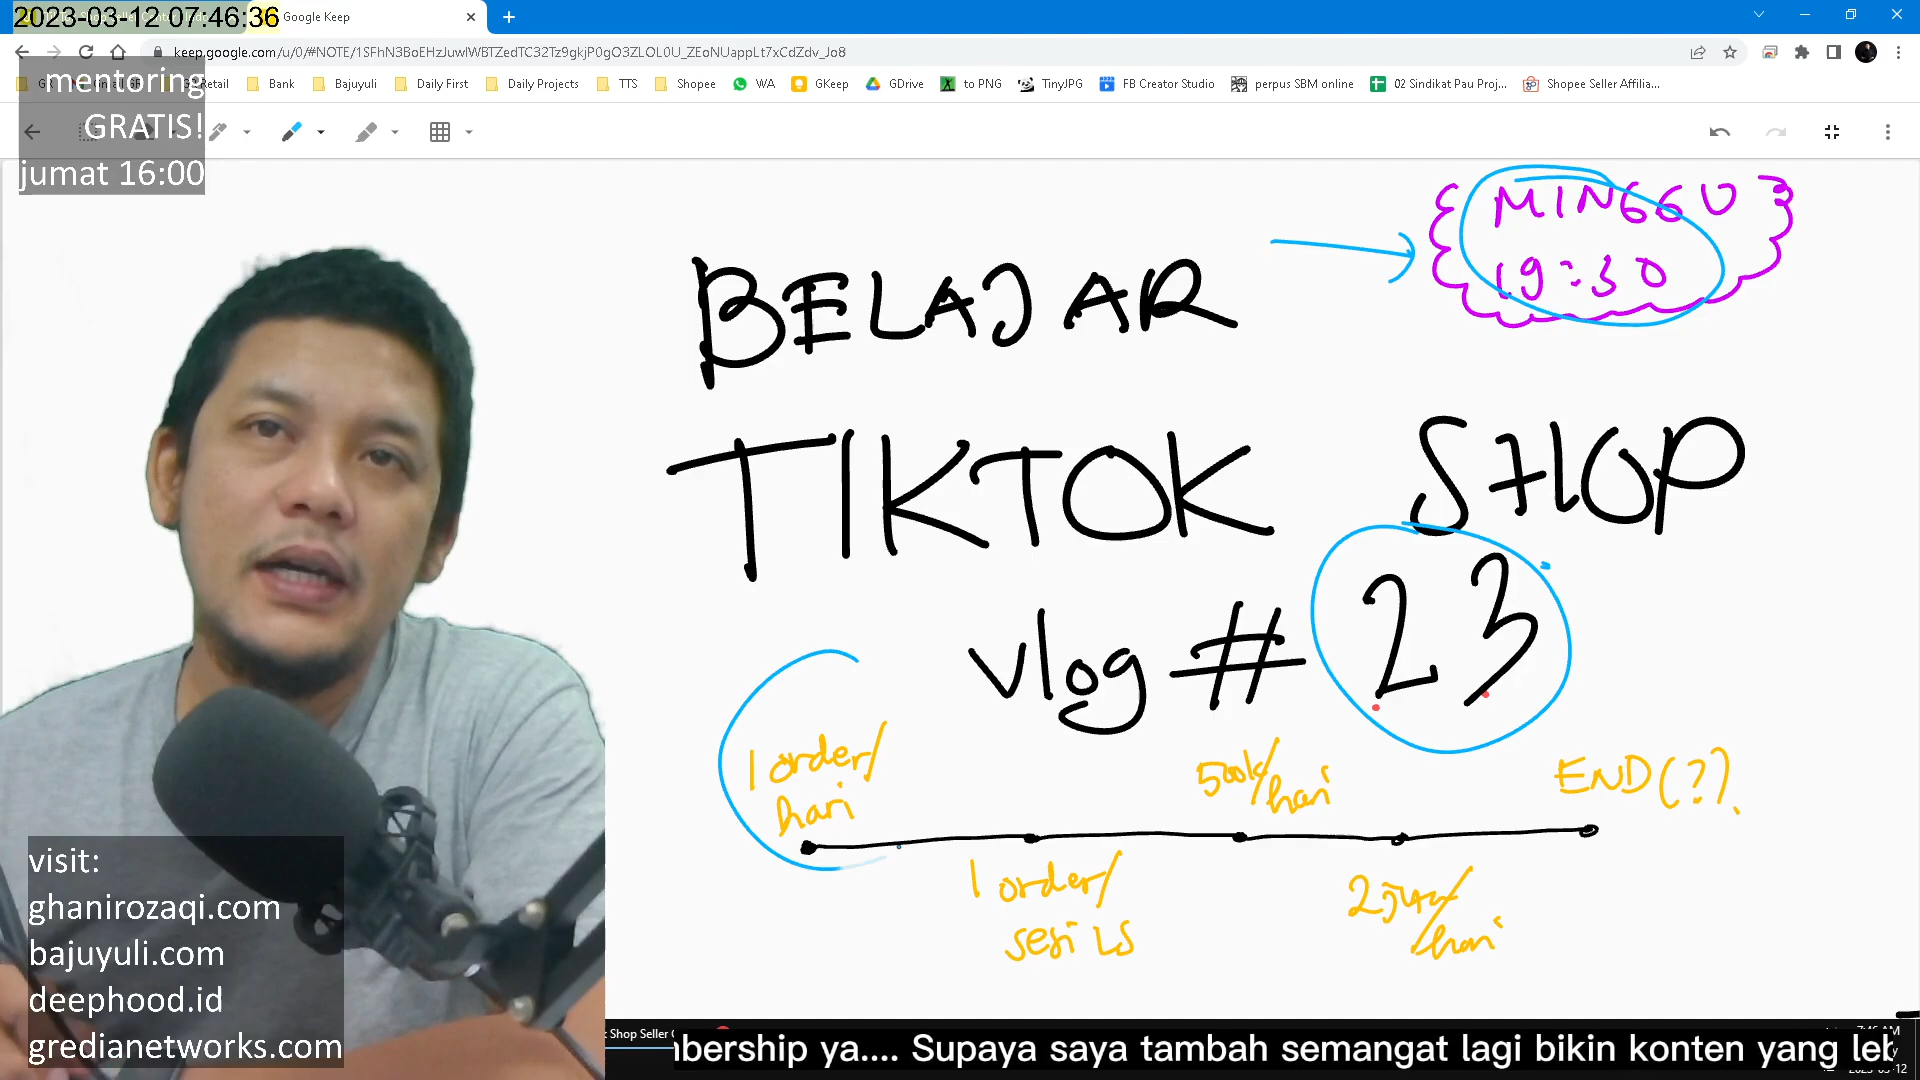 2023-03-12 07:46:36
Google Keep
keep.google.com/u/0/#NOTE/1SFhN3BoEHzJuwIWBTZedTC32Tz9gkjP0gO3ZLOL0U_ZEoNUappLt7xCdZdv_Jo8
Retail Bank Bajuyuli Daily First Daily Projects TTS Shopee WA GKeep GDrive to PNG TinyJPG FB Creator Studio perpus SBM online 02 Sindikat Pau Proj... Shopee Seller Affilia...
mentoring
GRATIS!
jumat 16:00
MINGGU
19:30
BELAJAR
TIKTOK SHOP
vlog # 23
1 order/
hari
500k/
hari
END(??)
1 order/
sesi LS
hari
visit:
ghanirozaqi.com
bajuyuli.com
deephood.id
gredianetworks.com
Shop Seller
mbership ya.... Supaya saya tambah semangat lagi bikin konten yang leb